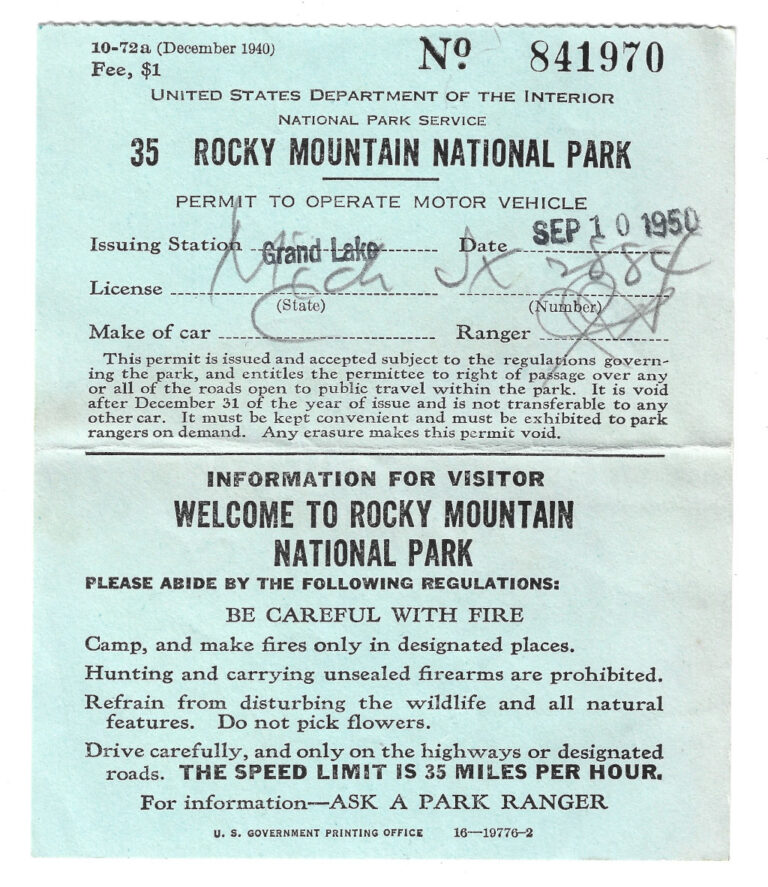 10-72a (December 1940) Nº 841970
Fee, $1
UNITED STATES DEPARTMENT OF THE INTERIOR
NATIONAL PARK SERVICE
35 ROCKY MOUNTAIN NATIONAL PARK
PERMIT TO OPERATE MOTOR VEHICLE
Issuing Station Grand Lake Date SEP 10 1950
License Mich
(State) (Number)
Make of car Ranger
This permit is issued and accepted subject to the regulations govern-
ing the park, and entitles the permittee to right of passage over any
or all of the roads open to public travel within the park. It is void
after December 31 of the year of issue and is not transferable to any
other car. It must be kept convenient and must be exhibited to park
rangers on demand. Any erasure makes this permit void.
INFORMATION FOR VISITOR
WELCOME TO ROCKY MOUNTAIN
NATIONAL PARK
PLEASE ABIDE BY THE FOLLOWING REGULATIONS:
BE CAREFUL WITH FIRE
Camp, and make fires only in designated places.
Hunting and carrying unsealed firearms are prohibited.
Refrain from disturbing the wildlife and all natural
features. Do not pick flowers.
Drive carefully, and only on the highways or designated
roads. THE SPEED LIMIT IS 35 MILES PER HOUR.
For information—ASK A PARK RANGER
U. S. GOVERNMENT PRINTING OFFICE 16—19776-2